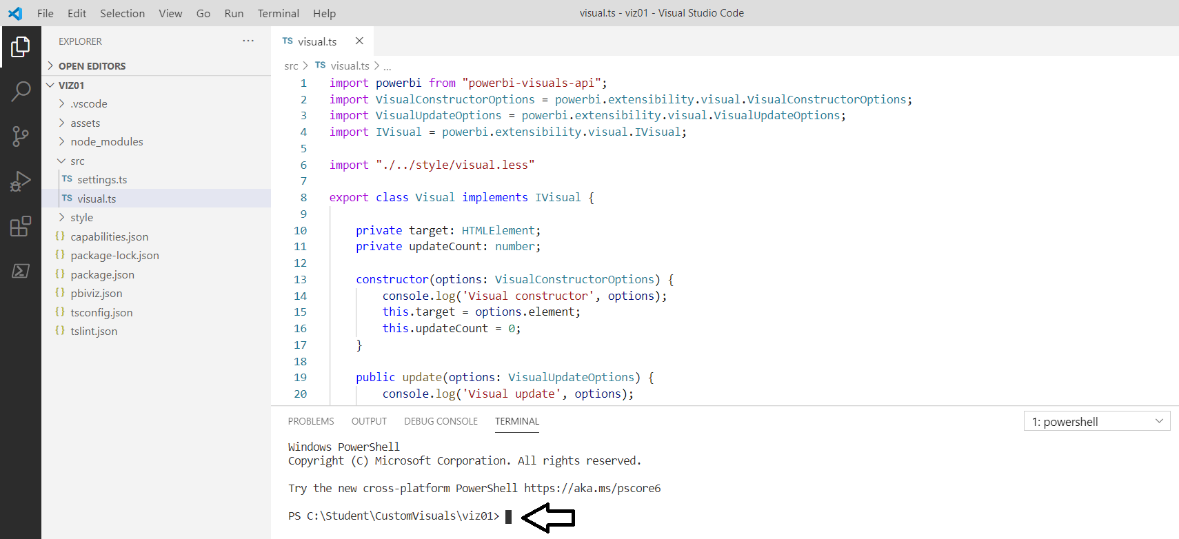 File Edit Selection View Go Run Terminal Help
visual.ts - viz01 - Visual Studio Code
EXPLORER ···
OPEN EDITORS
VIZ01
.vscode
assets
node_modules
src
TS settings.ts
TS visual.ts
style
{} capabilities.json
{} package-lock.json
{} package.json
{} pbiviz.json
{} tsconfig.json
{} tslint.json
TS visual.ts ×
src > TS visual.ts > ...
1 import powerbi from "powerbi-visuals-api";
2 import VisualConstructorOptions = powerbi.extensibility.visual.VisualConstructorOptions;
3 import VisualUpdateOptions = powerbi.extensibility.visual.VisualUpdateOptions;
4 import IVisual = powerbi.extensibility.visual.IVisual;
5
6 import "./../style/visual.less"
7
8 export class Visual implements IVisual {
9
10 private target: HTMLElement;
11 private updateCount: number;
12
13 constructor(options: VisualConstructorOptions) {
14 console.log('Visual constructor', options);
15 this.target = options.element;
16 this.updateCount = 0;
17 }
18
19 public update(options: VisualUpdateOptions) {
20 console.log('Visual update', options);
PROBLEMS OUTPUT DEBUG CONSOLE TERMINAL
1: powershell
Windows PowerShell
Copyright (C) Microsoft Corporation. All rights reserved.
Try the new cross-platform PowerShell https://aka.ms/pscore6
PS C:\Student\CustomVisuals\viz01>